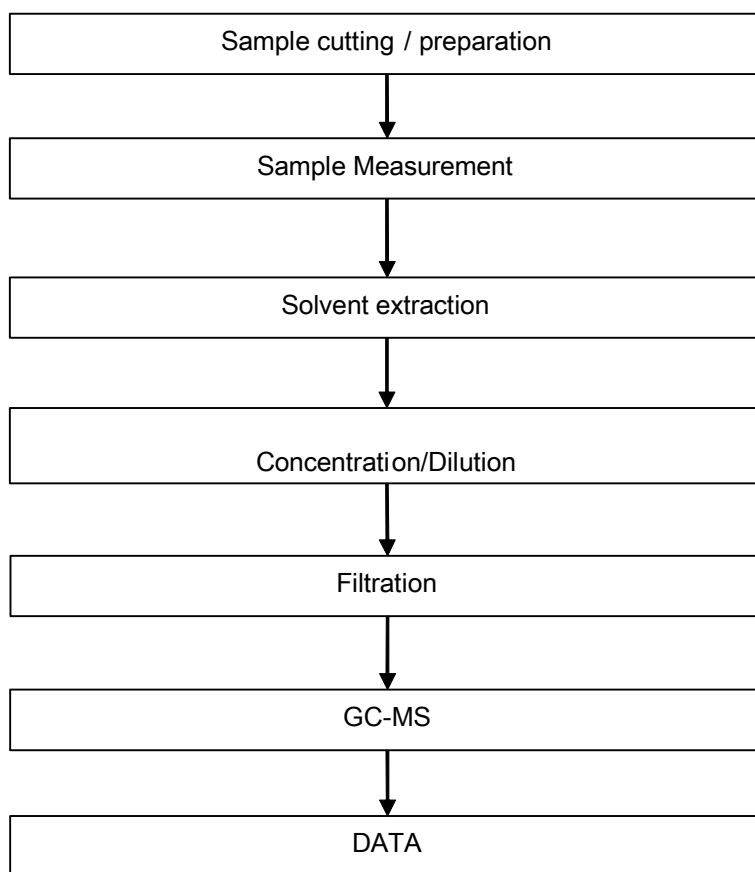 Sample cutting / preparation
Sample Measurement
Solvent extraction
Concentration/Dilution
Filtration
GC-MS
DATA